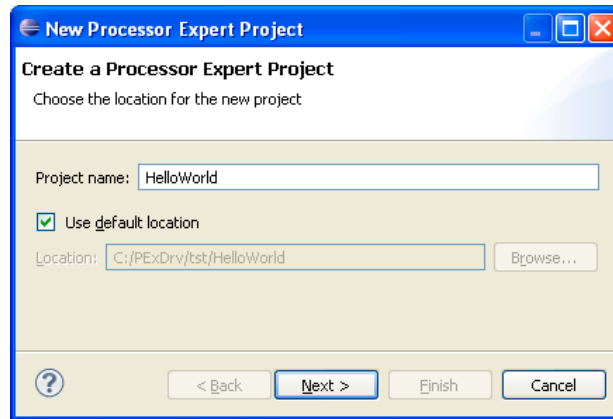 New Processor Expert Project
Create a Processor Expert Project
Choose the location for the new project
Project name: HelloWorld
Use default location
Location: C:/PExDrv/tst/HelloWorld Browse...
? < Back Next > Finish Cancel